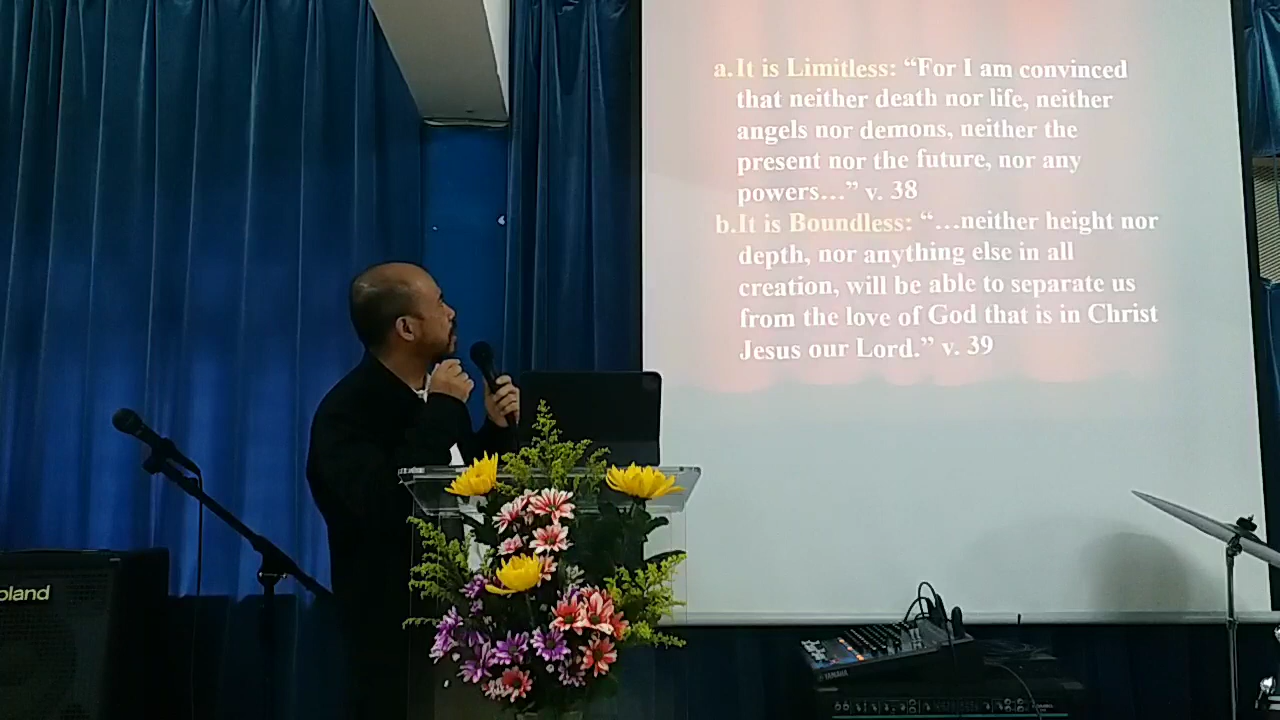 a. It is Limitless: “For I am convinced
that neither death nor life, neither
angels nor demons, neither the
present nor the future, nor any
powers…” v. 38
b. It is Boundless: “…neither height nor
depth, nor anything else in all
creation, will be able to separate us
from the love of God that is in Christ
Jesus our Lord.” v. 39
oland
YAMAHA